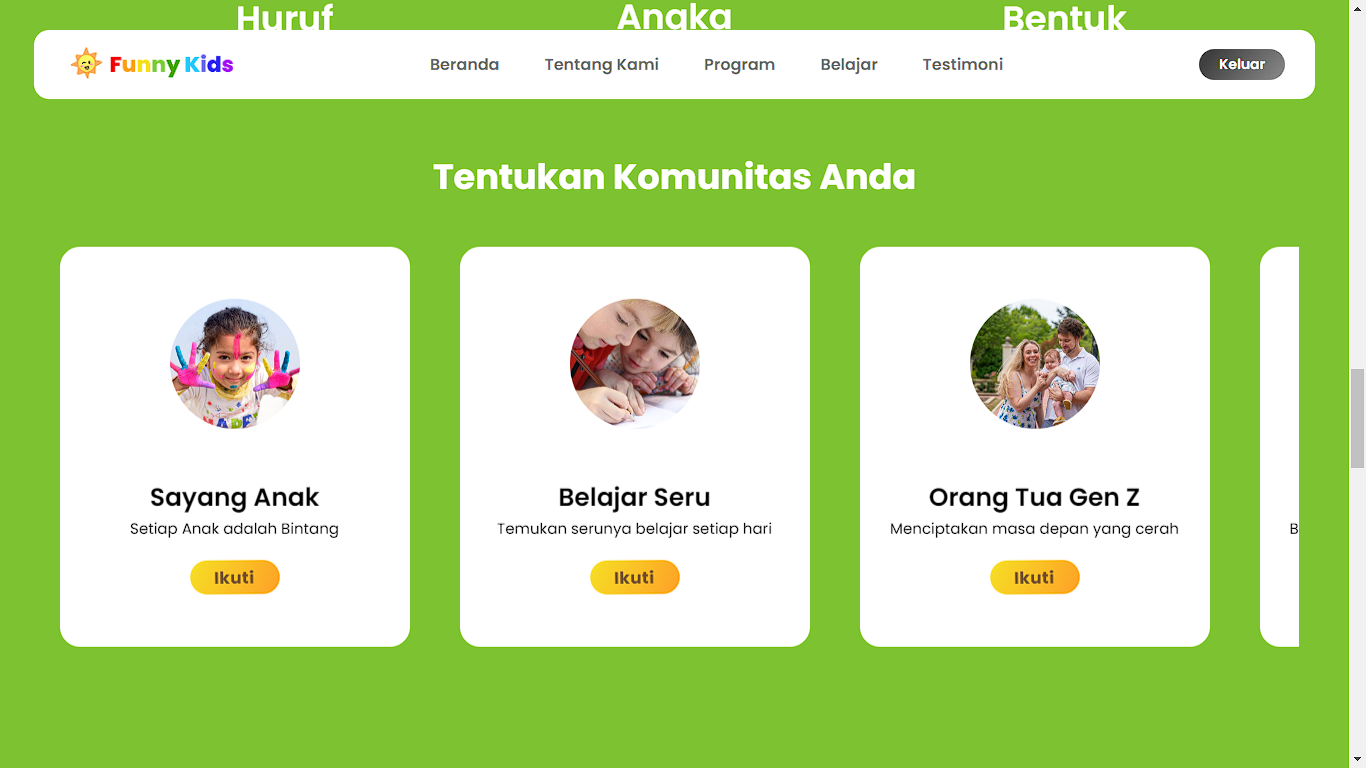 Huruf
Angka
Bentuk
Funny Kids
Beranda
Tentang Kami
Program
Belajar
Testimoni
Keluar
Tentukan Komunitas Anda
Sayang Anak
Setiap Anak adalah Bintang
Ikuti
Belajar Seru
Temukan serunya belajar setiap hari
Ikuti
Orang Tua Gen Z
Menciptakan masa depan yang cerah
Ikuti